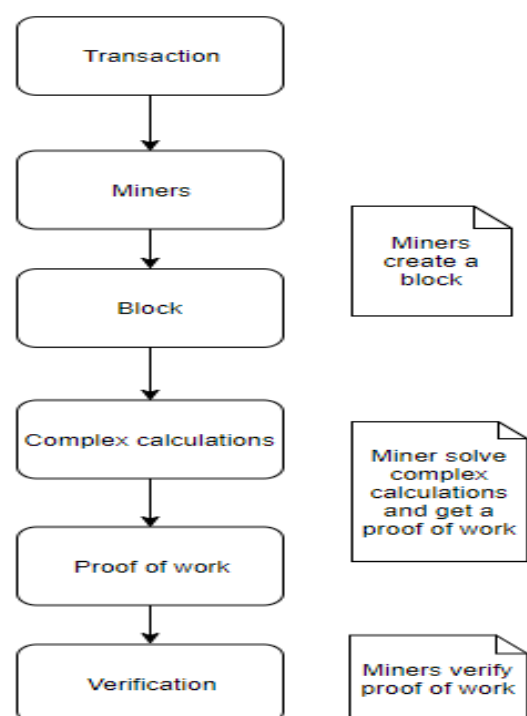 Transaction
Miners
Miners
create a
block
Block
Complex calculations
Miner solve
complex
calculations
and get a
proof of work
Proof of work
Verification
Miners verify
proof of work